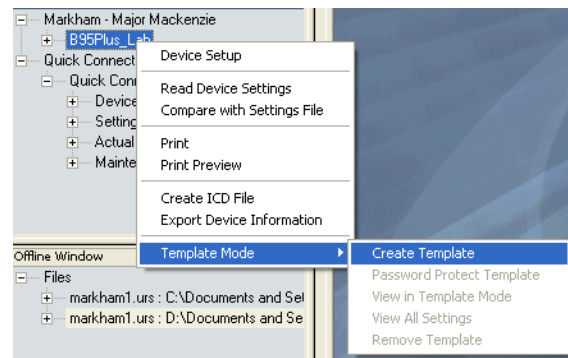 Markham - Major Mackenzie
B95Plus_Lab
Quick Connect
Quick Conn
Device
Setting
Actual
Mainte
Device Setup
Read Device Settings
Compare with Settings File
Print
Print Preview
Create ICD File
Export Device Information
Template Mode
Create Template
Password Protect Template
View in Template Mode
View All Settings
Remove Template
Offline Window
Files
markham1.urs : C:\Documents and Set
markham1.urs : D:\Documents and Se